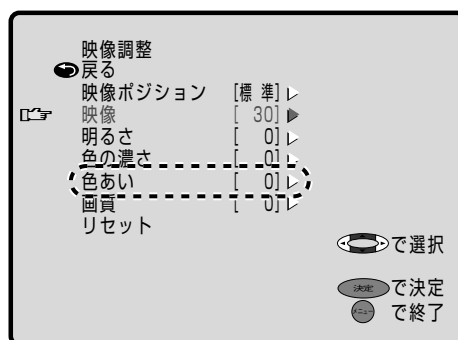 映像調整
戻る
映像ポジション [標 準]
映像 [ 30]
明るさ [ 0]
色の濃さ [ 0]
色あい [ 0]
画質 [ 0]
リセット
で選択
決定 で決定
メニュー で終了